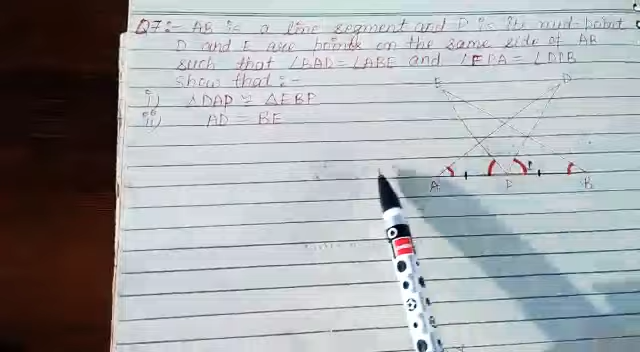 Q7:- AB is a line segment and P is its mid-point
D and E are points on the same side of AB
such that ∠BAD = ∠ABE and ∠EPA = ∠DPB
show that :-
i) △DAP ≅ △EBP
ii) AD = BE
E D
A P B